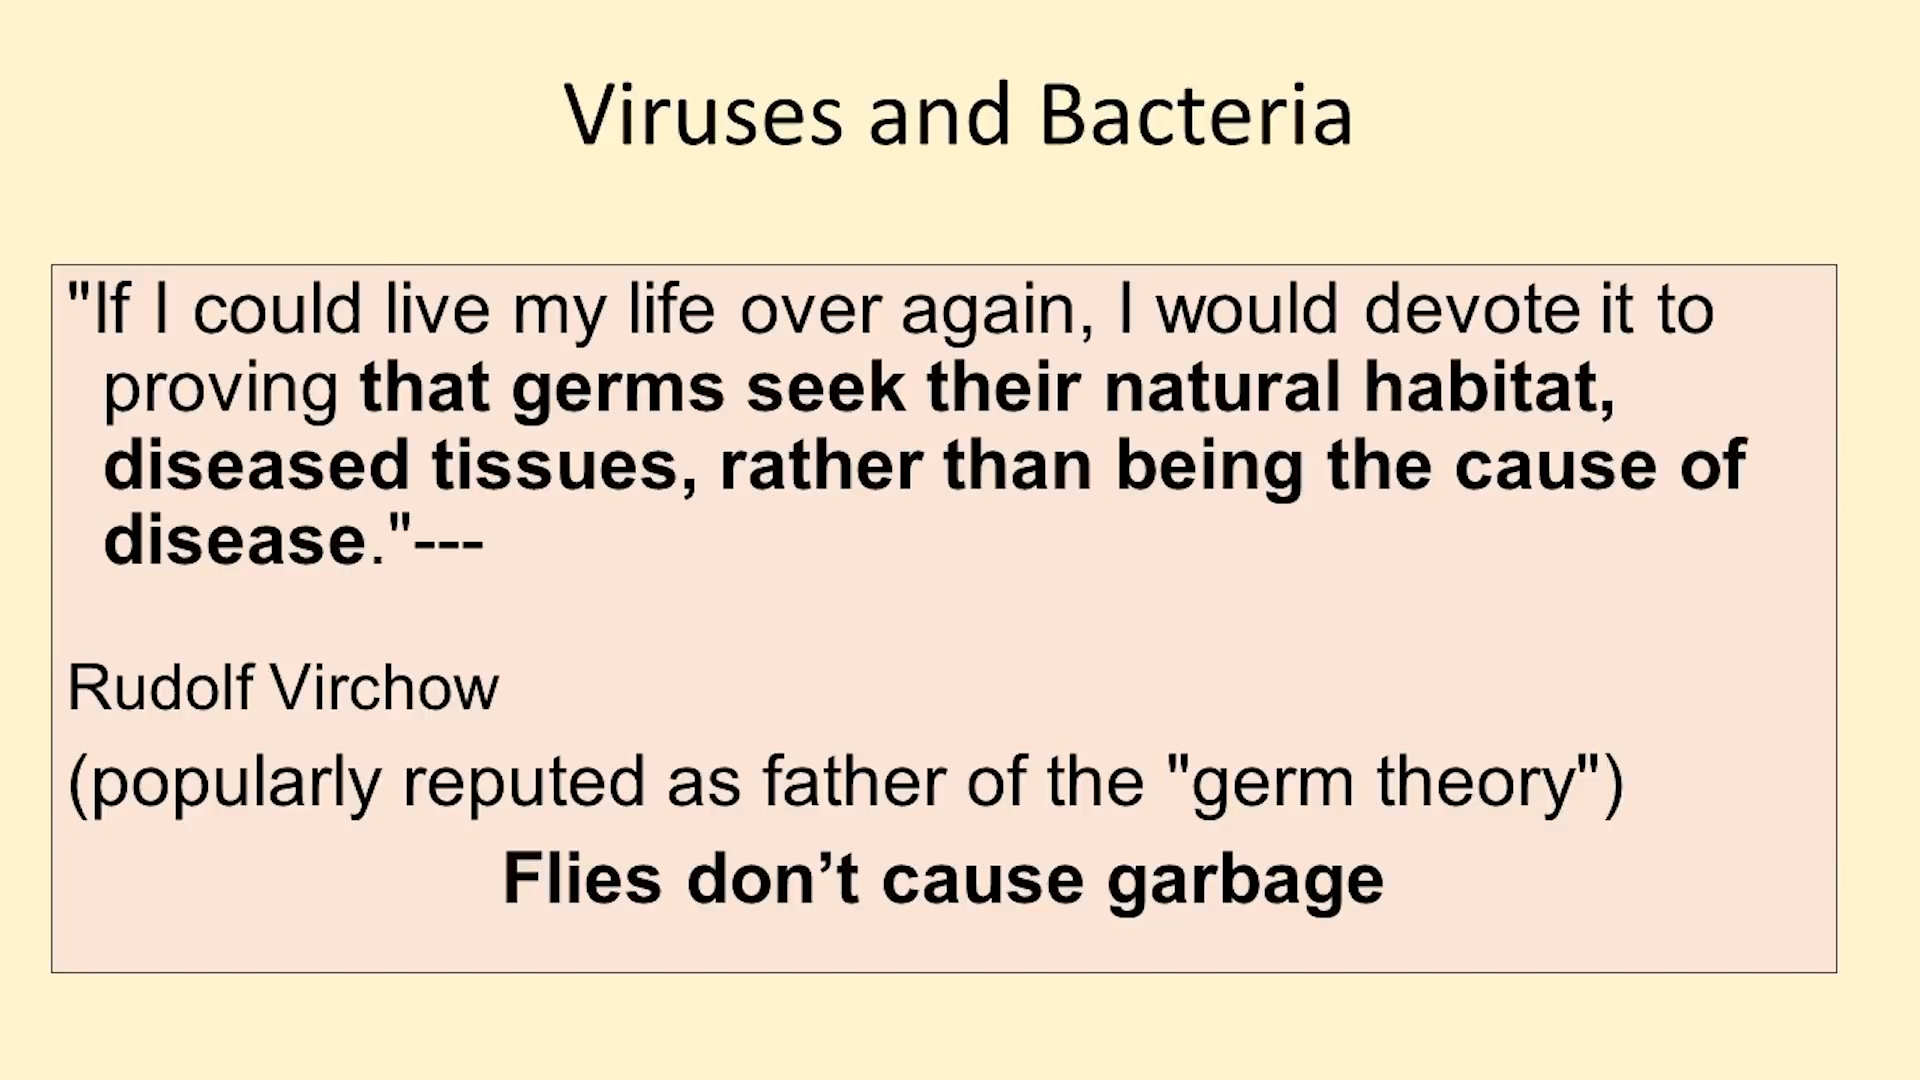 Viruses and Bacteria
"If I could live my life over again, I would devote it to
proving that germs seek their natural habitat,
diseased tissues, rather than being the cause of
disease."---
Rudolf Virchow
(popularly reputed as father of the "germ theory")
Flies don’t cause garbage